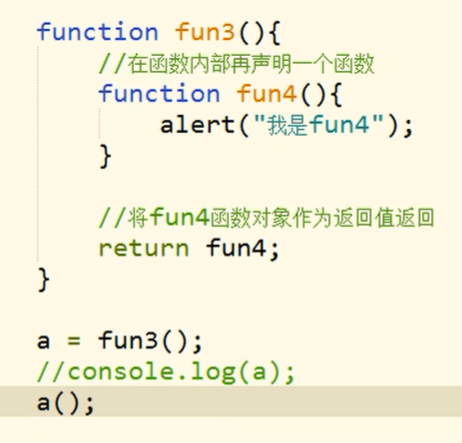 function fun3(){
//在函数内部再声明一个函数
function fun4(){
alert("我是fun4");
}
//将fun4函数对象作为返回值返回
return fun4;
}
a = fun3();
//console.log(a);
a();